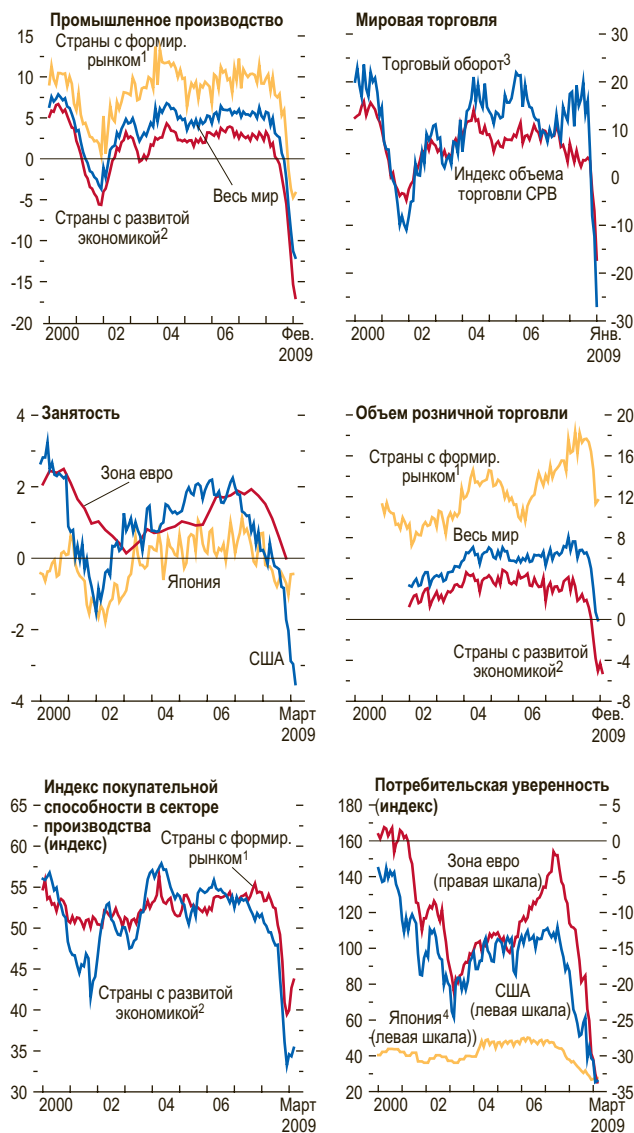 Промышленное производство
15
10
5
0
-5
-10
-15
-20
Страны с формир.
рынком1
Весь мир
Страны с развитой
экономикой2
2000 02 04 06 Фев.
2009
Мировая торговля
30
20
10
0
-10
-20
-30
Торговый оборот3
Индекс объема
торговли CPB
2000 02 04 06 Янв.
2009
Занятость
4
2
0
-2
-4
Зона евро
Япония
США
2000 02 04 06 Март
2009
Объем розничной торговли
20
16
12
8
4
0
-4
-8
Страны с формир.
рынком1
Весь мир
Страны с развитой
экономикой2
2000 02 04 06 Фев.
2009
Индекс покупательной
способности в секторе
производства
(индекс)
65
60
55
50
45
40
35
30
Страны с формир.
рынком1
Страны с развитой
экономикой2
2000 02 04 06 Март
2009
Потребительская уверенность
(индекс)
180
160
140
120
100
80
60
40
20
5
0
-5
-10
-15
-20
-25
-30
-35
Зона евро
(правая шкала)
США
(левая шкала)
Япония4
(левая шкала))
2000 02 04 06 Март
2009